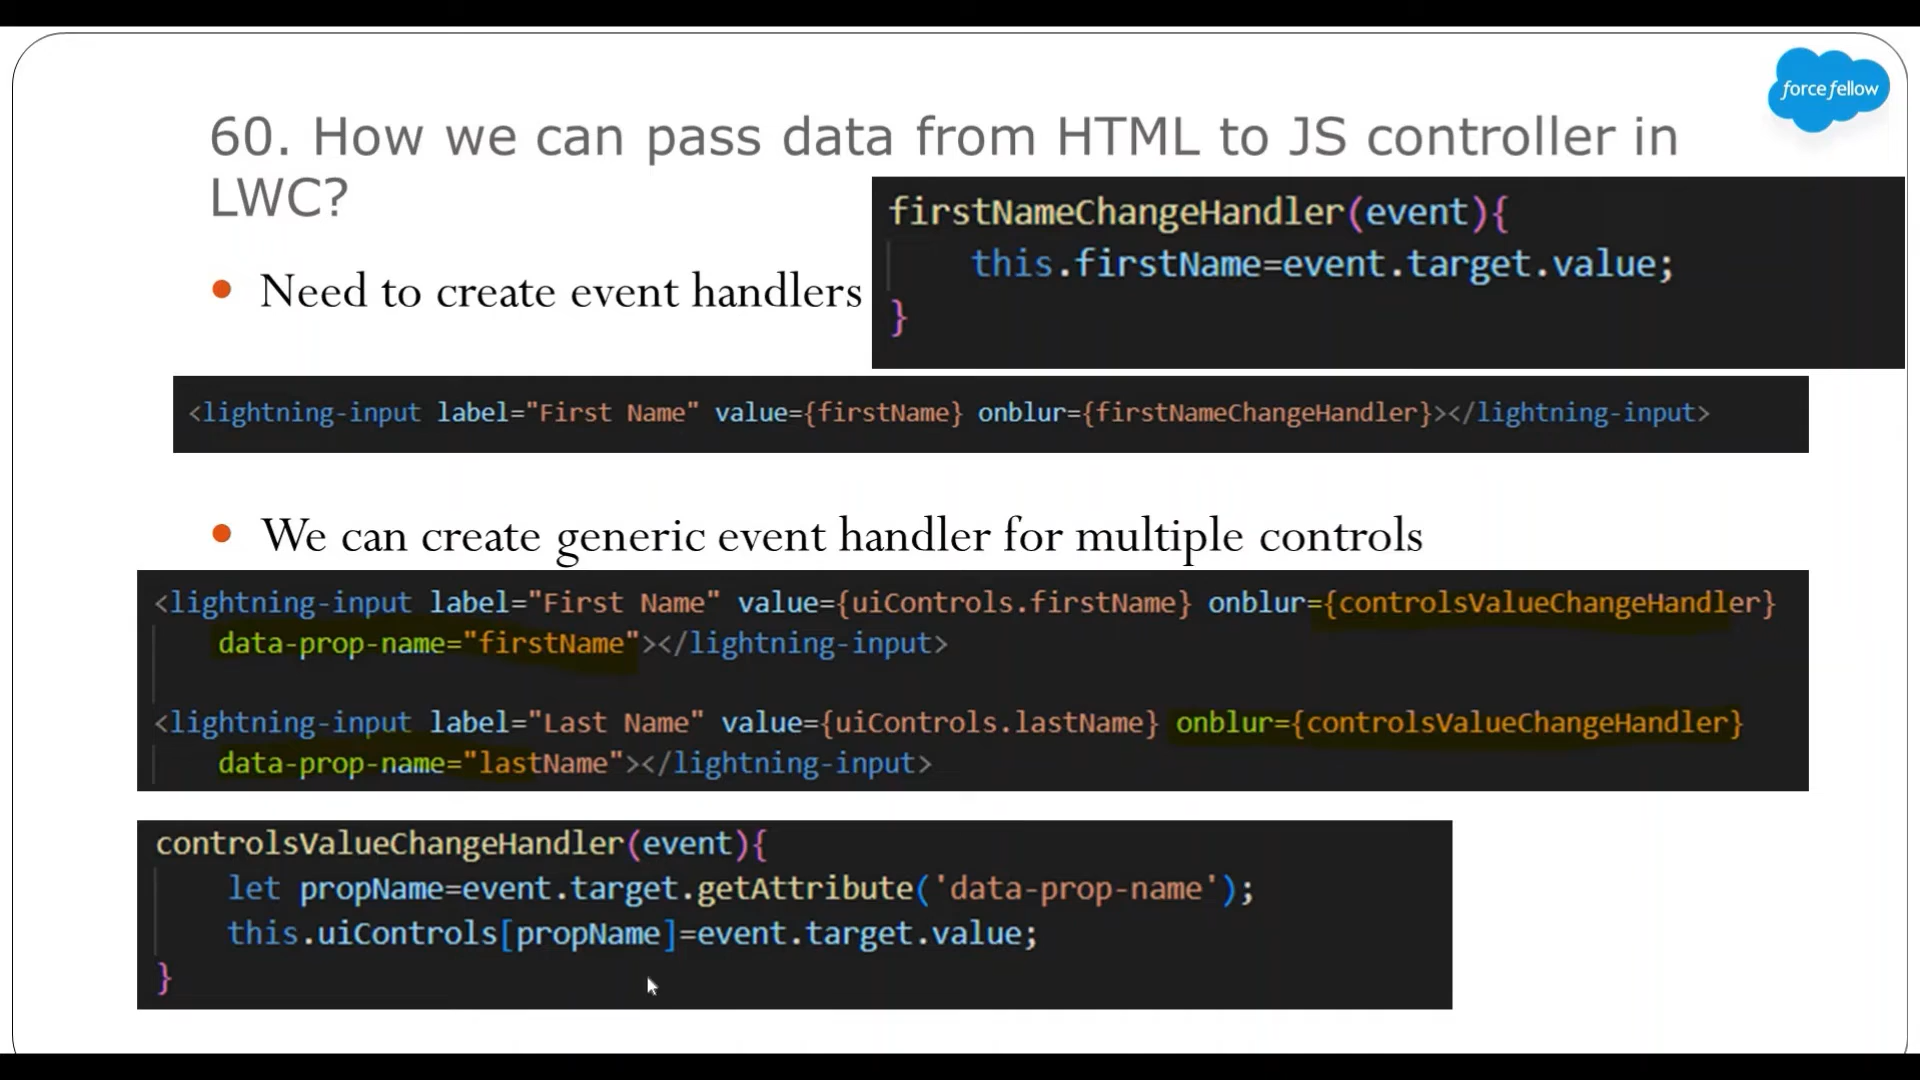 force fellow
60. How we can pass data from HTML to JS controller in
LWC?
• Need to create event handlers
firstNameChangeHandler(event){
this.firstName=event.target.value;
}
<lightning-input label="First Name" value={firstName} onblur={firstNameChangeHandler}></lightning-input>
• We can create generic event handler for multiple controls
<lightning-input label="First Name" value={uiControls.firstName} onblur={controlsValueChangeHandler}
data-prop-name="firstName"></lightning-input>
<lightning-input label="Last Name" value={uiControls.lastName} onblur={controlsValueChangeHandler}
data-prop-name="lastName"></lightning-input>
controlsValueChangeHandler(event){
let propName=event.target.getAttribute('data-prop-name');
this.uiControls[propName]=event.target.value;
}